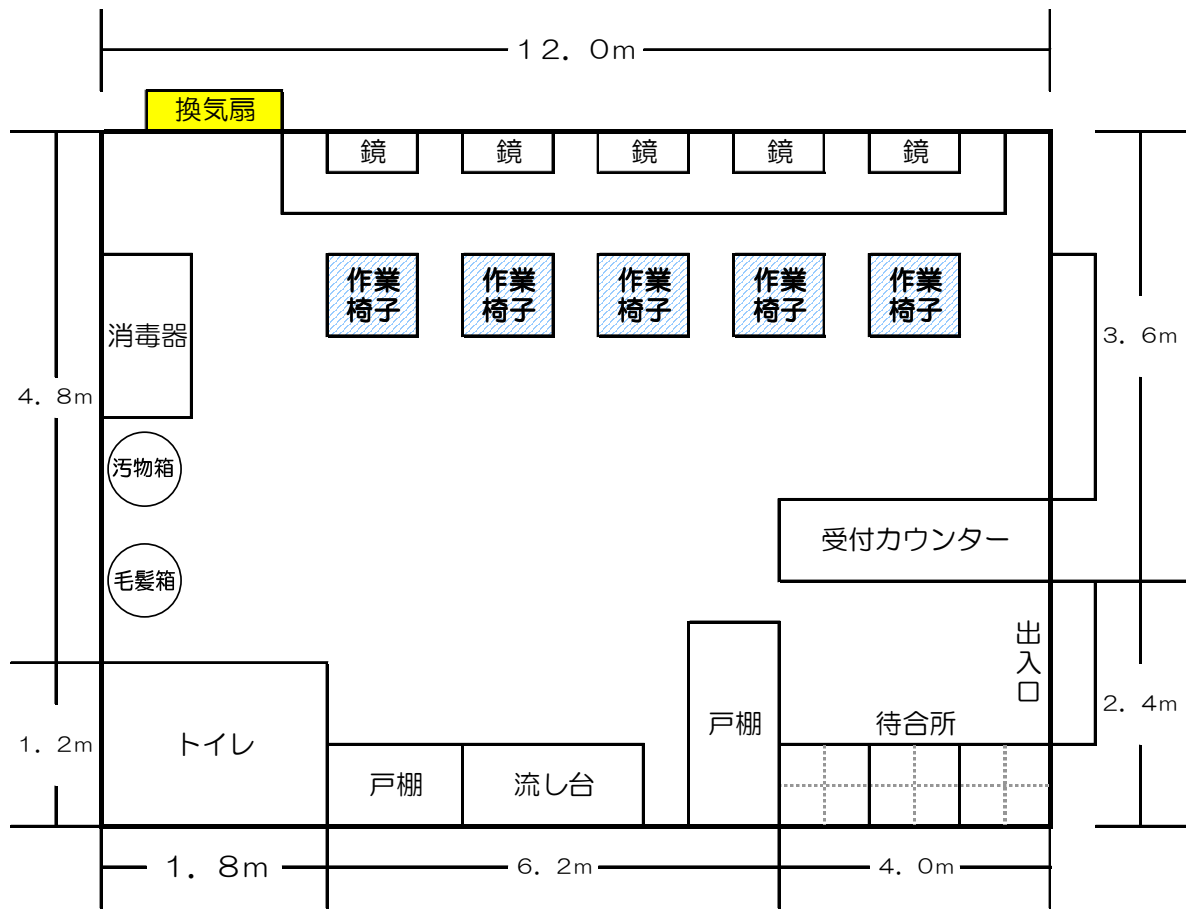 １２．０m
換気扇
鏡
鏡
鏡
鏡
鏡
作業
椅子
作業
椅子
作業
椅子
作業
椅子
作業
椅子
消毒器
３．６m
４．８m
汚物箱
受付カウンター
毛髪箱
出
入
口
２．４m
戸棚
待合所
１．２m
トイレ
戸棚
流し台
１．８m
６．２m
４．０m